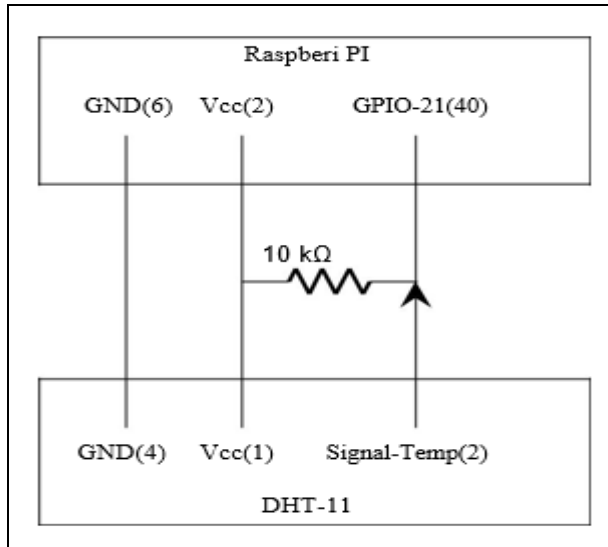 Raspberi PI
GND(6) Vcc(2) GPIO-21(40)
10 kΩ
GND(4) Vcc(1) Signal-Temp(2)
DHT-11